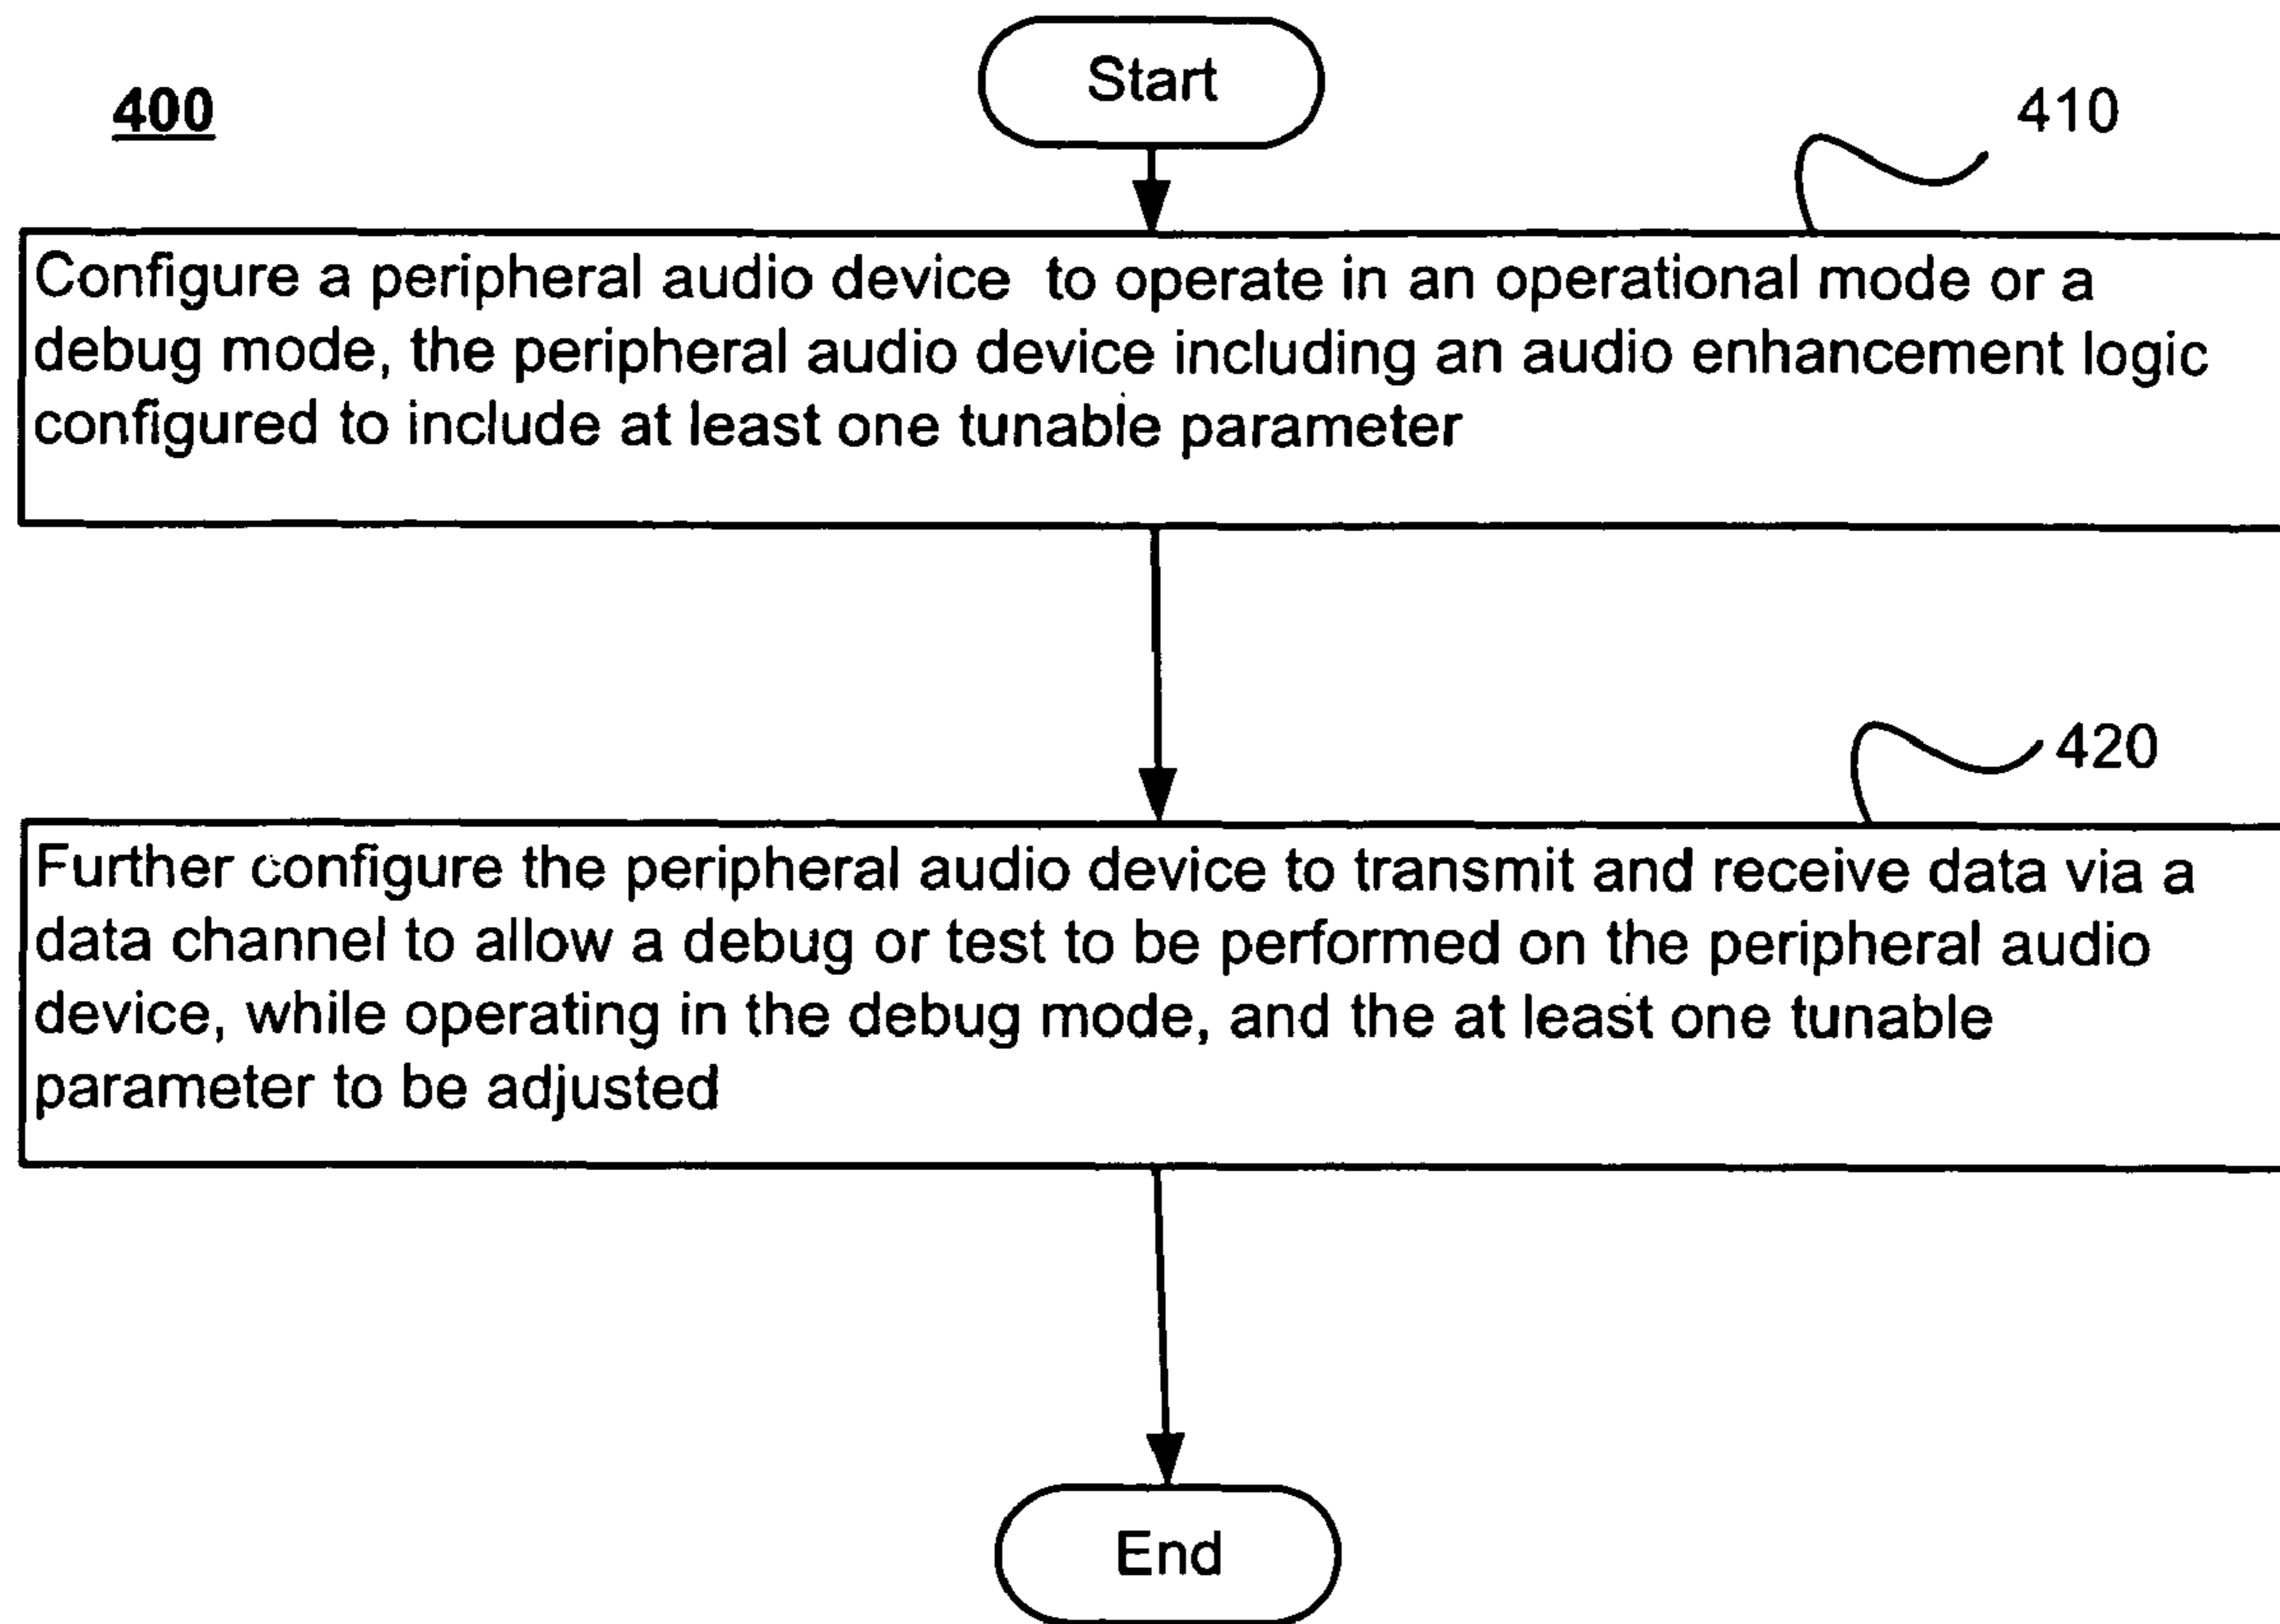 Start
400
410
Configure a peripheral audio device to operate in an operational mode or a
debug mode, the peripheral audio device including an audio enhancement logic
configured to include at least one tunable parameter
420
Further configure the peripheral audio device to transmit and receive data via a
data channel to allow a debug or test to be performed on the peripheral audio
device, while operating in the debug mode, and the at least one tunable
parameter to be adjusted
End